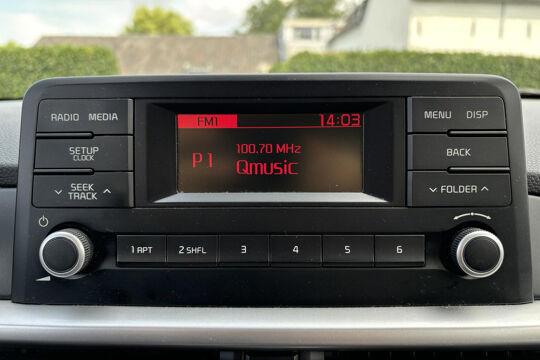 RADIO MEDIA
SETUP
CLOCK
SEEK
TRACK
FM1 14:03
100.70 MHz
P1 Qmusic
MENU DISP
BACK
FOLDER
1 APT 2 SHFL 3 4 5 6